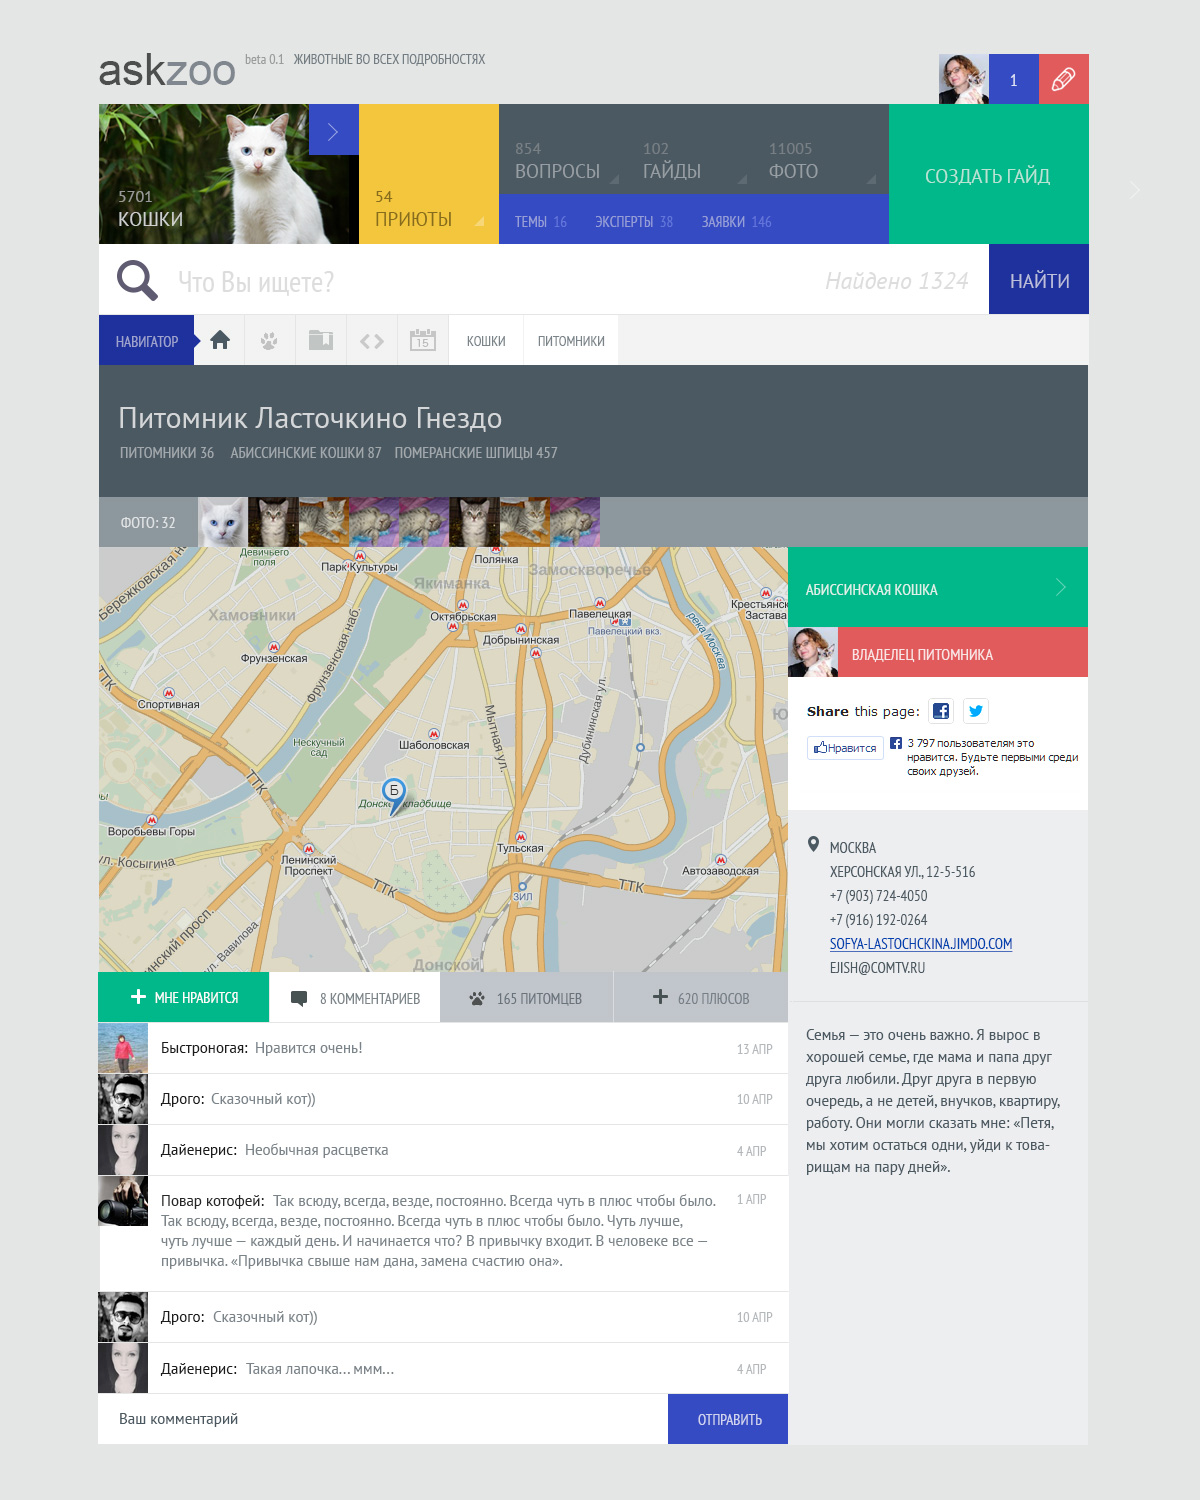 askzoo beta 0.1 ЖИВОТНЫЕ ВО ВСЕХ ПОДРОБНОСТЯХ
1
5701
КОШКИ
54
ПРИЮТЫ
854 102 11005
ВОПРОСЫ ГАЙДЫ ФОТО
ТЕМЫ 16 ЭКСПЕРТЫ 38 ЗАЯВКИ 146
СОЗДАТЬ ГАЙД
Что Вы ищете? Найдено 1324 НАЙТИ
НАВИГАТОР 15 КОШКИ ПИТОМНИКИ
Питомник Ласточкино Гнездо
ПИТОМНИКИ 36 АБИССИНСКИЕ КОШКИ 87 ПОМЕРАНСКИЕ ШПИЦЫ 457
ФОТО: 32
Бережковская н
Девичьего
поля
Парк Культуры
Полянка
Якиманка
Замоскворечье
Хамовники
Октябрьская
Павелецкая
Павелецкий вкз.
Крестьянск
Застава
Добрынинская
река Москва
Фрунзенская
Фрунзенская наб.
ТТК
Спортивная
Мытная ул.
Дубининская ул.
Ю
Нескучный
сад
Шаболовская
ТТК
Б
Донское кладбище
Воробьевы Горы
ул. Косыгина
Ленинский
Проспект
Тульская
Автозаводская
ТТК
ТТК
ЗИЛ
инский просп.
ул. Вавилова
Донской
АБИССИНСКАЯ КОШКА
ВЛАДЕЛЕЦ ПИТОМНИКА
Share this page:
Нравится 3 797 пользователям это
нравится. Будьте первыми среди
своих друзей.
МОСКВА
ХЕРСОНСКАЯ УЛ., 12-5-516
+7 (903) 724-4050
+7 (916) 192-0264
SOFYA-LASTOCHCKINA.JIMDO.COM
EJISH@COMTV.RU
Семья — это очень важно. Я вырос в
хорошей семье, где мама и папа друг
друга любили. Друг друга в первую
очередь, а не детей, внучков, квартиру,
работу. Они могли сказать мне: «Петя,
мы хотим остаться одни, уйди к това-
рищам на пару дней».
МНЕ НРАВИТСЯ 8 КОММЕНТАРИЕВ 165 ПИТОМЦЕВ 620 ПЛЮСОВ
Быстроногая: Нравится очень! 13 АПР
Дрого: Сказочный кот)) 10 АПР
Дайенерис: Необычная расцветка 4 АПР
Повар котофей: Так всюду, всегда, везде, постоянно. Всегда чуть в плюс чтобы было. 1 АПР
Так всюду, всегда, везде, постоянно. Всегда чуть в плюс чтобы было. Чуть лучше,
чуть лучше — каждый день. И начинается что? В привычку входит. В человеке все —
привычка. «Привычка свыше нам дана, замена счастию она».
Дрого: Сказочный кот)) 10 АПР
Дайенерис: Такая лапочка... ммм... 4 АПР
Ваш комментарий ОТПРАВИТЬ